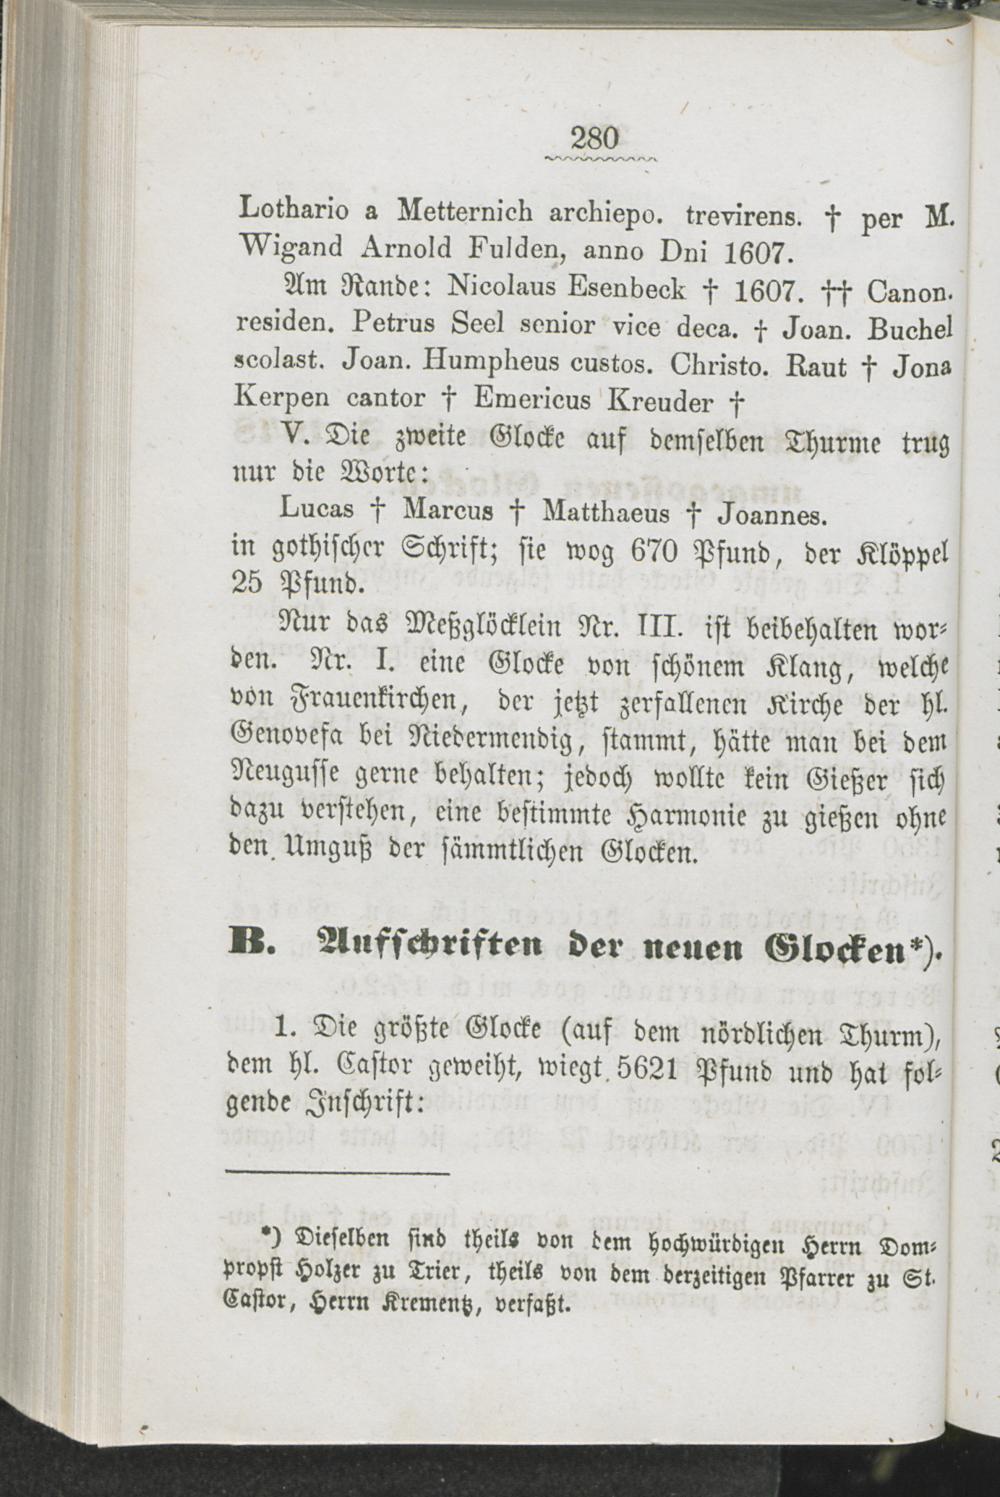 280
Lothario a Metternich archiepo. trevirens. † per M.
Wigand Arnold Fulden, anno Dni 1607.
Am Rande: Nicolaus Esenbeck † 1607. †† Canon.
residen. Petrus Seel senior vice deca. † Joan. Buchel
scolast. Joan. Humpheus custos. Christo. Raut † Jona
Kerpen cantor † Emericus Kreuder †
V. Die zweite Glocke auf demselben Thurme trug
nur die Worte:
Lucas † Marcus † Matthaeus † Joannes.
in gothischer Schrift; sie wog 670 Pfund, der Klöppel
25 Pfund.
Nur das Meßglöcklein Nr. III. ist beibehalten wor-
den. Nr. I. eine Glocke von schönem Klang, welche
von Frauenkirchen, der jetzt zerfallenen Kirche der hl.
Genovefa bei Niedermendig, stammt, hätte man bei dem
Neugusse gerne behalten; jedoch wollte kein Gießer sich
dazu verstehen, eine bestimmte Harmonie zu gießen ohne
den Umguß der sämmtlichen Glocken.
B. Aufschriften der neuen Glocken*).
1. Die größte Glocke (auf dem nördlichen Thurm),
dem hl. Castor geweiht, wiegt 5621 Pfund und hat fol-
gende Inschrift:
*) Dieselben sind theils von dem hochwürdigen Herrn Dom-
propst Holzer zu Trier, theils von dem derzeitigen Pfarrer zu St.
Castor, Herrn Krementz, verfaßt.